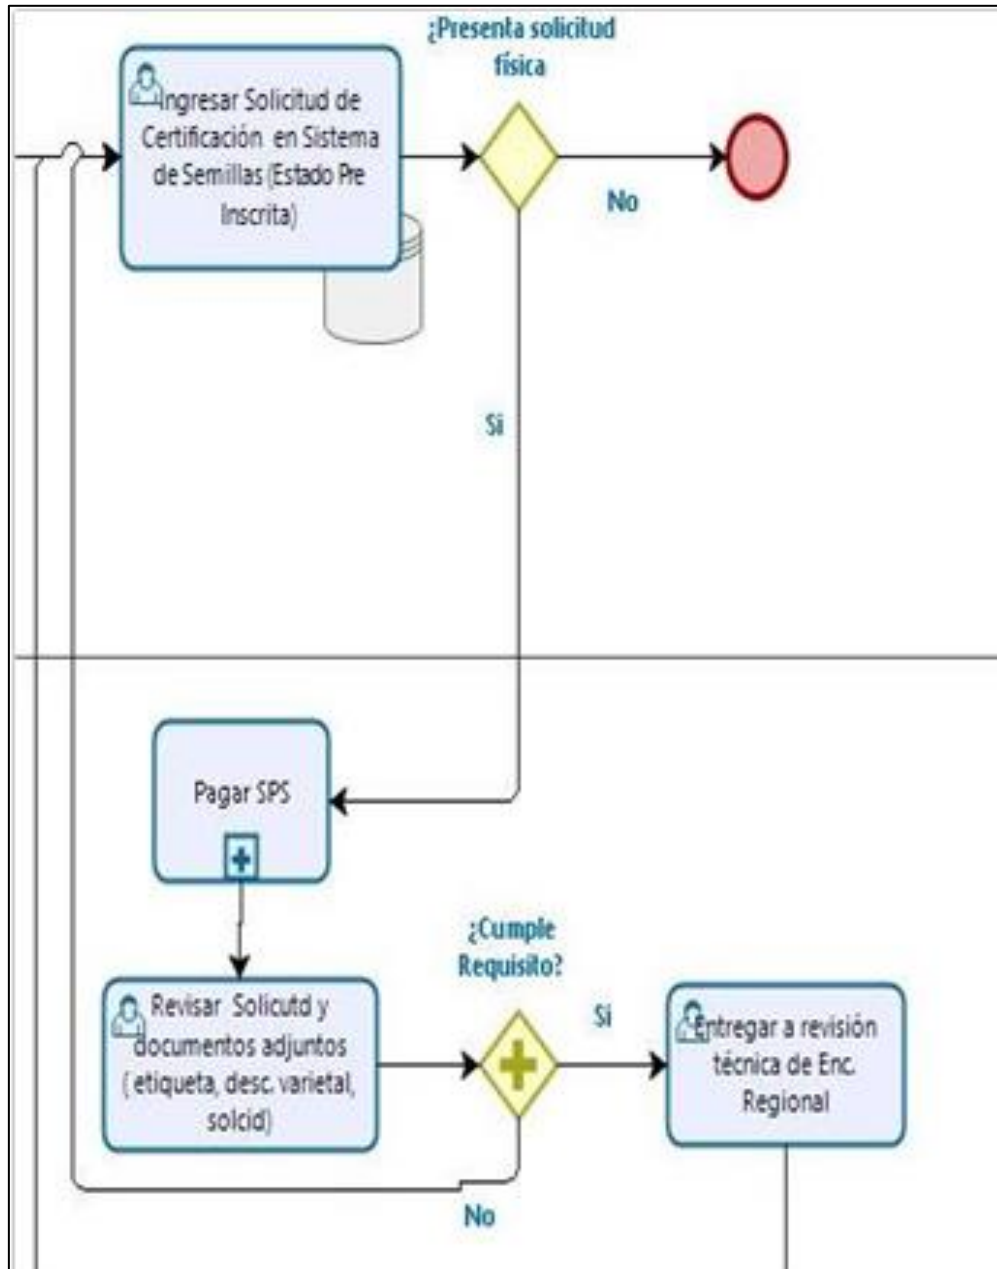 ¿Presenta solicitud
física
Ingresar Solicitud de
Certificación en Sistema
de Semillas (Estado Pre
Inscrita)
No
Si
Pagar SPS
¿Cumple
Requisito?
Revisar Solicutd y
documentos adjuntos
( etiqueta, desc. varietal,
solcid)
Si
Entregar a revisión
técnica de Enc.
Regional
No